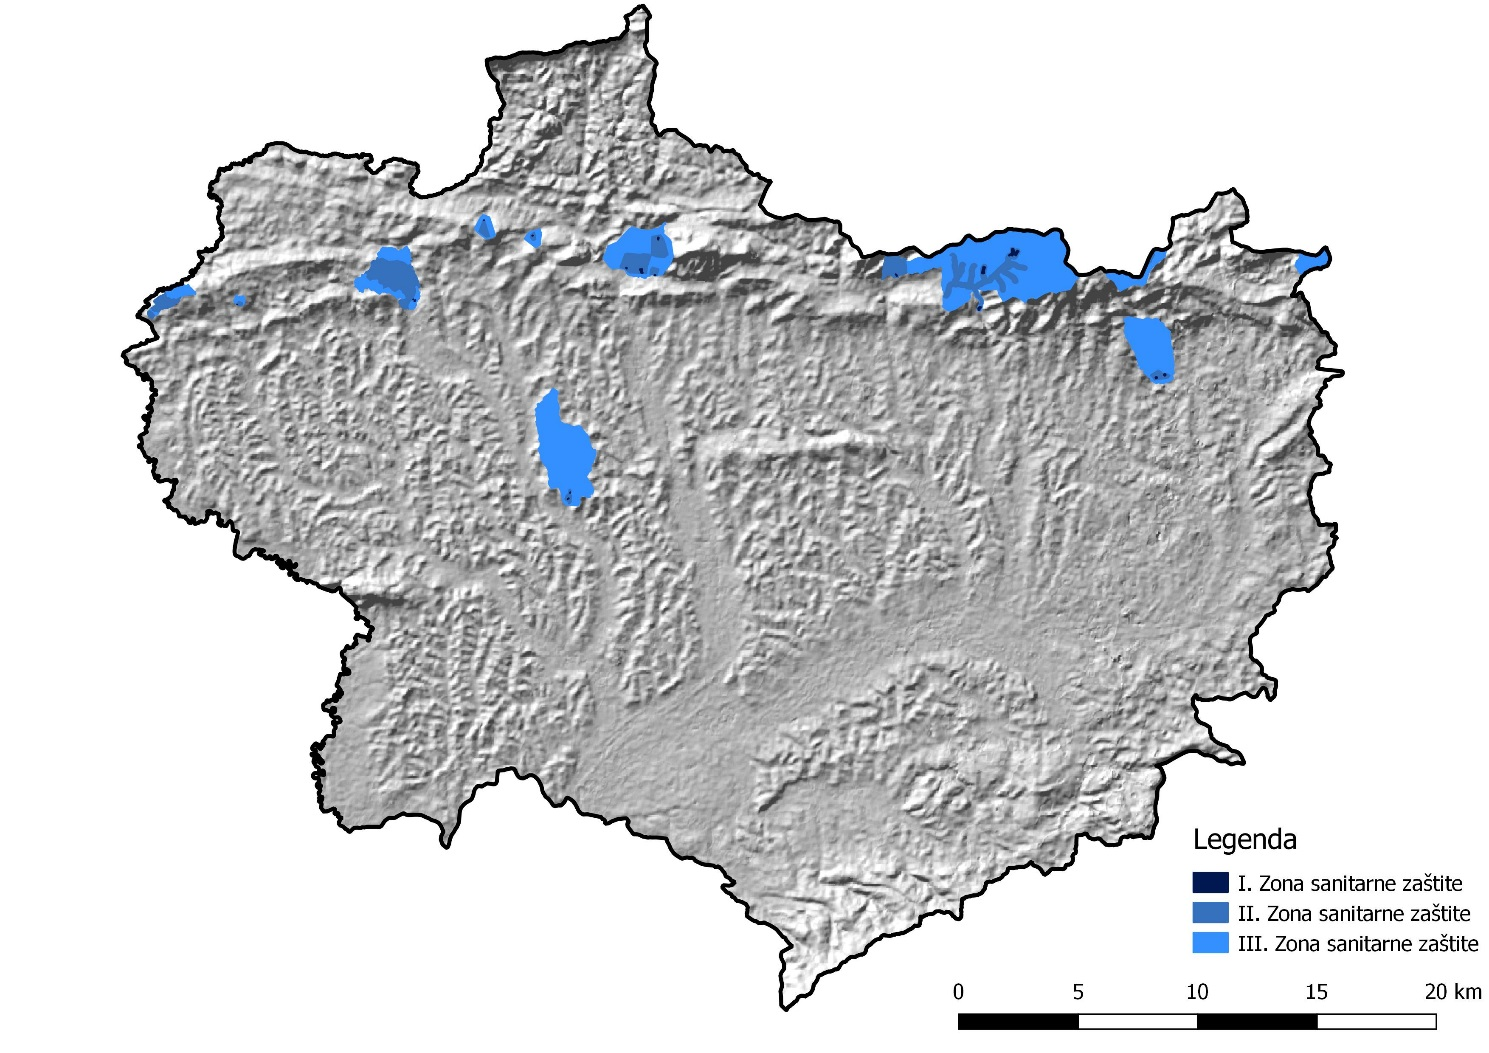 Legenda
I. Zona sanitarne zaštite
II. Zona sanitarne zaštite
III. Zona sanitarne zaštite
0 5 10 15 20 km